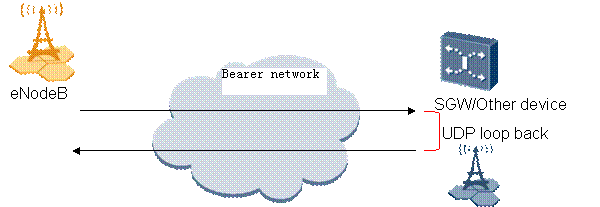 Bearer network
eNodeB
SGW/Other device
UDP loop back